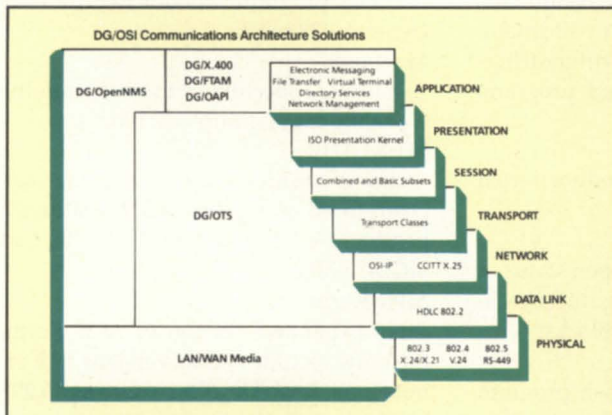 DG/OSI Communications Architecture Solutions
DG/OpenNMS
DG/X.400
DG/FTAM
DG/OAPI
Electronic Messaging
File Transfer Virtual Terminal
Directory Services
Network Management
APPLICATION
ISO Presentation Kernel
PRESENTATION
Combined and Basic Subsets
SESSION
DG/OTS
Transport Classes
TRANSPORT
OSI-IP CCITT X.25
NETWORK
HDLC 802.2
DATA LINK
LAN/WAN Media
802.3 802.4 802.5
X.24/X.21 V.24 RS-449
PHYSICAL